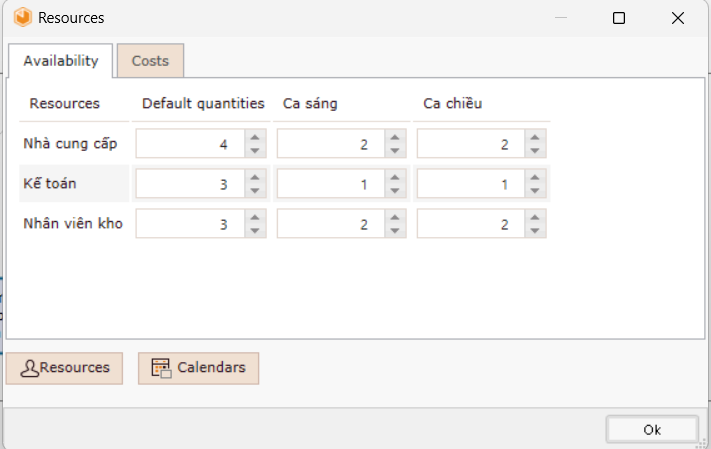 Resources
Availability Costs
Resources Default quantities Ca sáng Ca chiều
Nhà cung cấp 4 2 2
Kế toán 3 1 1
Nhân viên kho 3 2 2
Resources Calendars
Ok